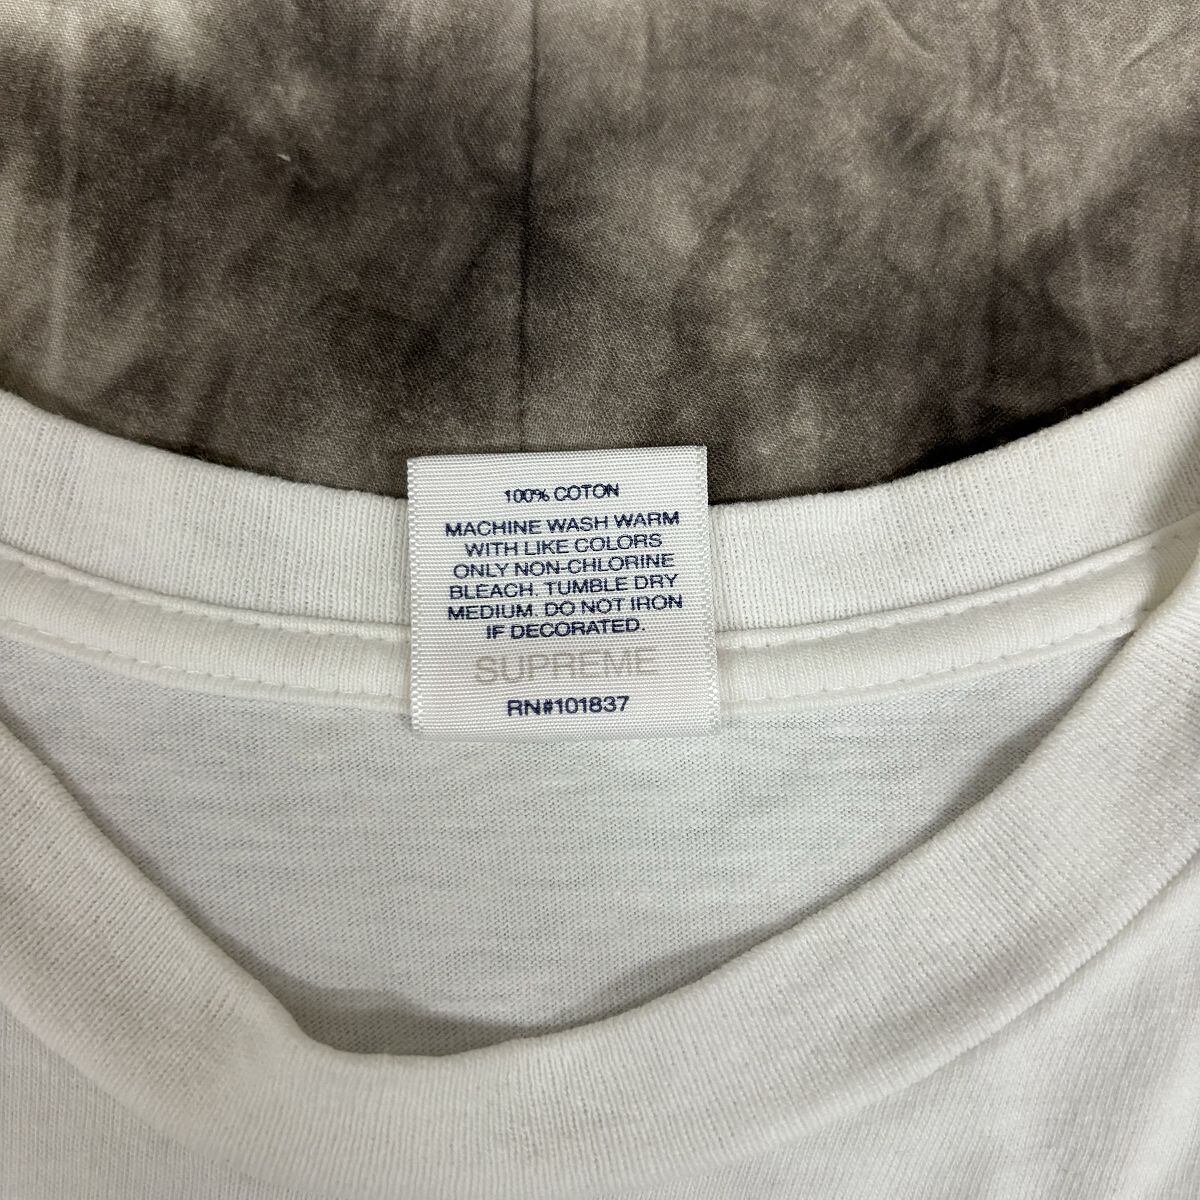 100% COTON
MACHINE WASH WARM
WITH LIKE COLORS
ONLY NON-CHLORINE
BLEACH. TUMBLE DRY
MEDIUM. DO NOT IRON
IF DECORATED.
SUPREME
RN#101837